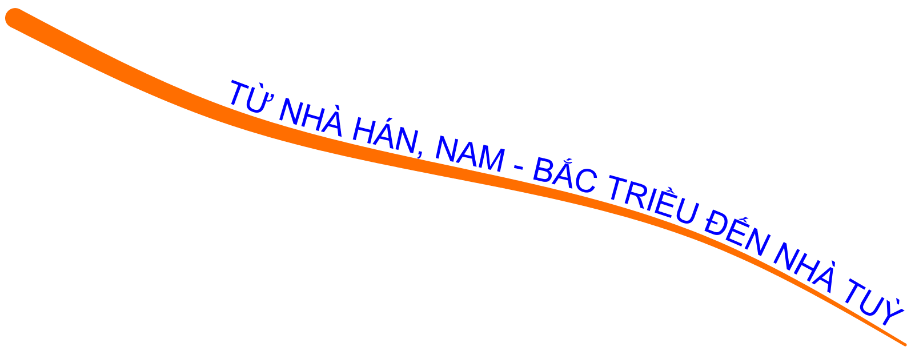 TỪ NHÀ HÁN, NAM - BẮC TRIỀU ĐẾN NHÀ TUỲ